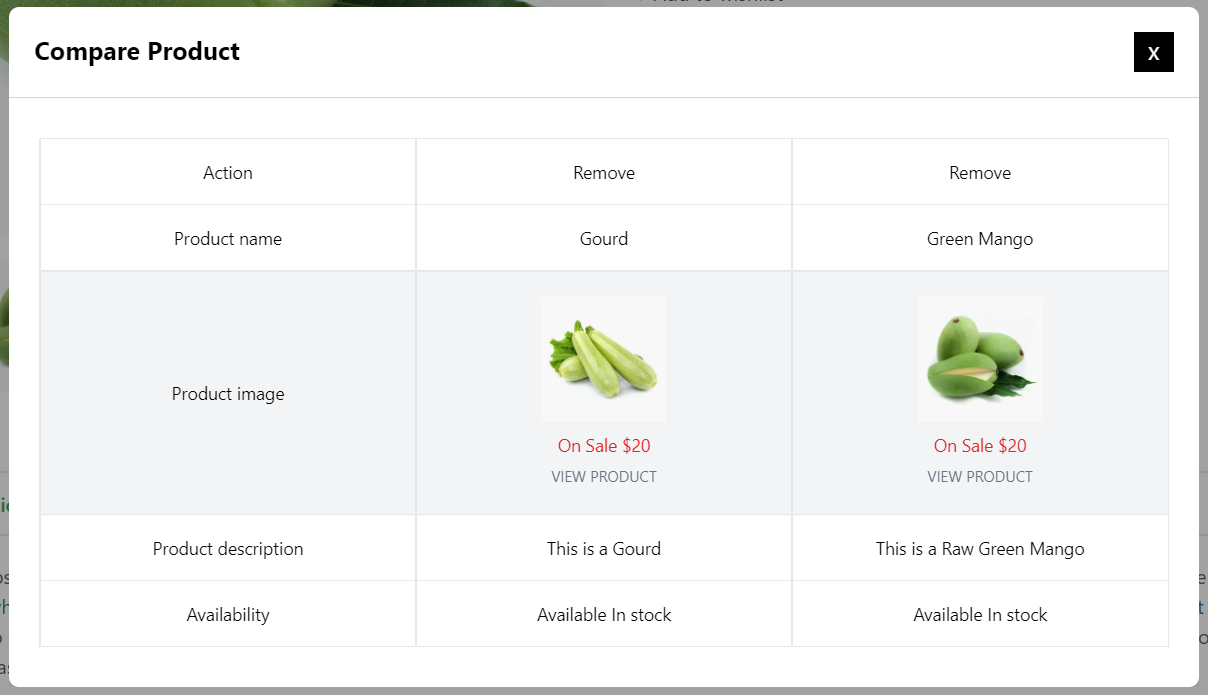 Compare Product
X
Action Remove Remove
Product name Gourd Green Mango
Product image
On Sale $20 On Sale $20
VIEW PRODUCT VIEW PRODUCT
Product description This is a Gourd This is a Raw Green Mango
Availability Available In stock Available In stock